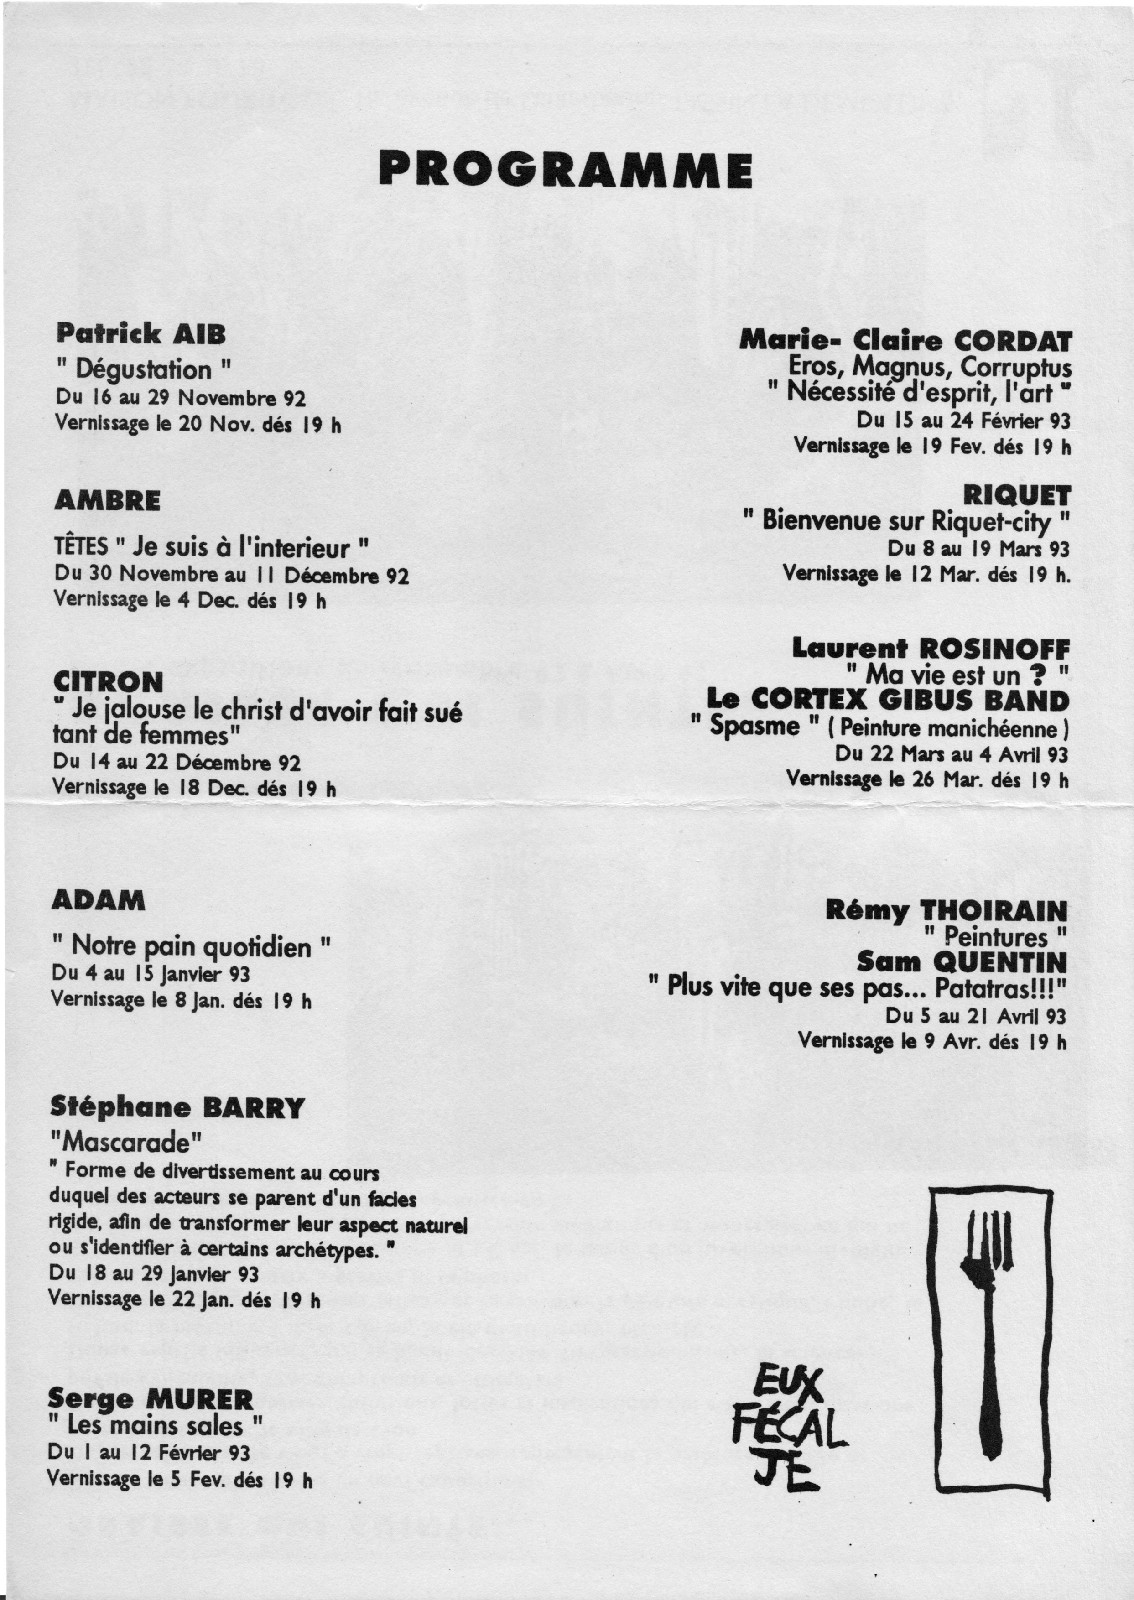 PROGRAMME
Patrick AIB
" Dégustation "
Du 16 au 29 Novembre 92
Vernissage le 20 Nov. dés 19 h
AMBRE
TÊTES " Je suis à l'interieur "
Du 30 Novembre au 11 Décembre 92
Vernissage le 4 Dec. dés 19 h
CITRON
" Je jalouse le christ d'avoir fait sué
tant de femmes"
Du 14 au 22 Décembre 92
Vernissage le 18 Dec. dés 19 h
ADAM
" Notre pain quotidien "
Du 4 au 15 Janvier 93
Vernissage le 8 Jan. dés 19 h
Stéphane BARRY
"Mascarade"
" Forme de divertissement au cours
duquel des acteurs se parent d'un facies
rigide, afin de transformer leur aspect naturel
ou s'identifier à certains archétypes. "
Du 18 au 29 Janvier 93
Vernissage le 22 Jan. dés 19 h
Serge MURER
" Les mains sales "
Du 1 au 12 Février 93
Vernissage le 5 Fev. dés 19 h
Marie- Claire CORDAT
Eros, Magnus, Corruptus
" Nécessité d'esprit, l'art "
Du 15 au 24 Février 93
Vernissage le 19 Fev. dés 19 h
RIQUET
" Bienvenue sur Riquet-city "
Du 8 au 19 Mars 93
Vernissage le 12 Mar. dés 19 h.
Laurent ROSINOFF
" Ma vie est un ? "
Le CORTEX GIBUS BAND
" Spasme " ( Peinture manichéenne )
Du 22 Mars au 4 Avril 93
Vernissage le 26 Mar. dés 19 h
Rémy THOIRAIN
" Peintures "
Sam QUENTIN
" Plus vite que ses pas... Patatras!!!"
Du 5 au 21 Avril 93
Vernissage le 9 Avr. dés 19 h
EUX
FÉCAL
JE